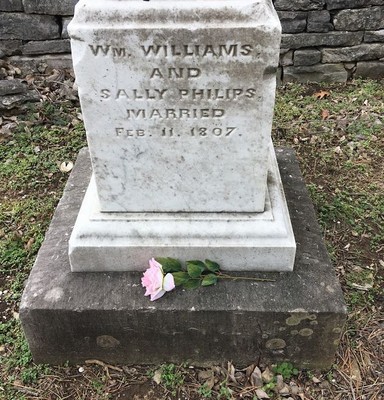 WM. WILLIAMS
AND
SALLY PHILIPS.
MARRIED
FEB. 11. 1807.